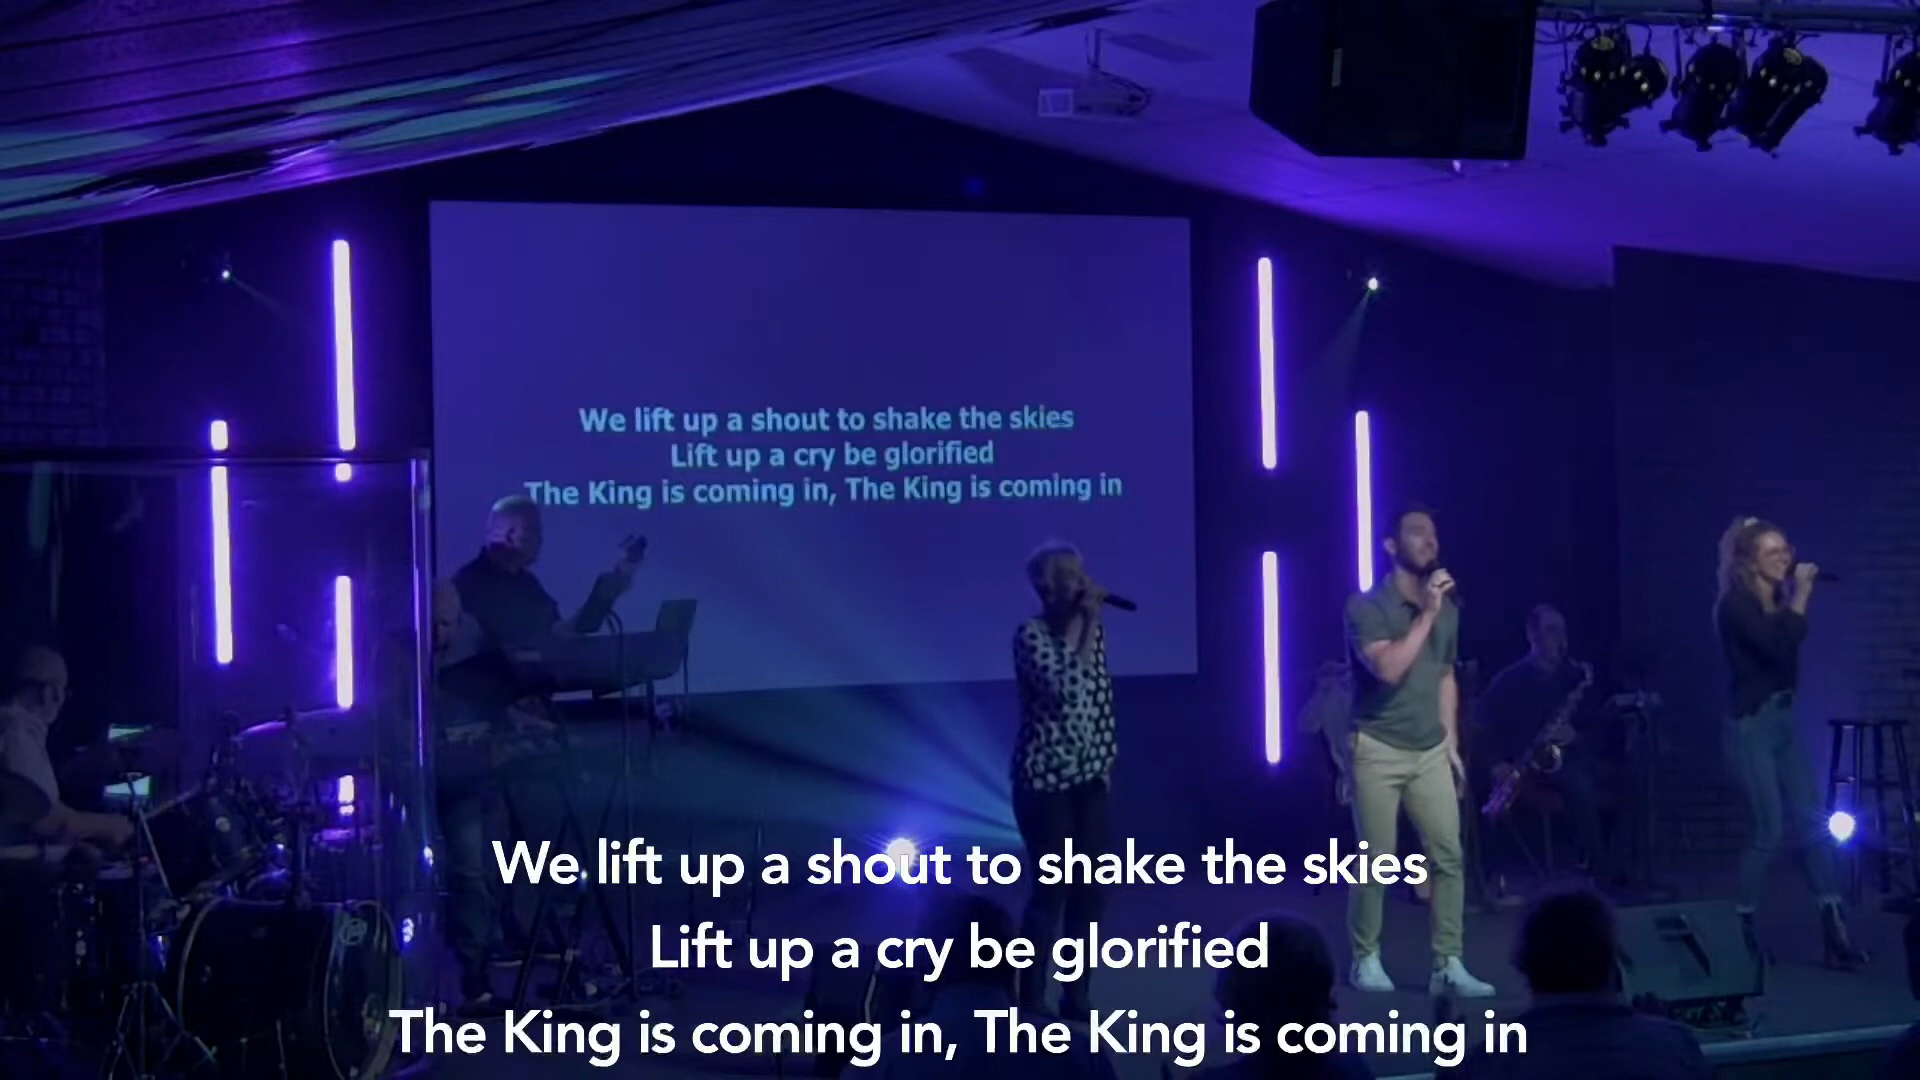 We lift up a shout to shake the skies
Lift up a cry be glorified
The King is coming in, The King is coming in
We lift up a shout to shake the skies
Lift up a cry be glorified
The King is coming in, The King is coming in